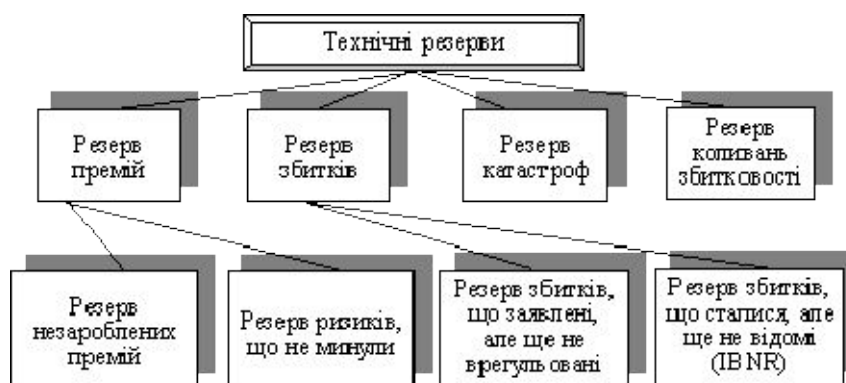 Технічні резерви
Резерв
премій
Резерв
збитків
Резерв
катастроф
Резерв
коливань
збитковості
Резерв
незароблених
премій
Резерв ризиків,
що не минули
Резерв збитків,
що заявлені,
але ще не
врегульовані
Резерв збитків,
що сталися, але
ще не відомі
(IBNR)